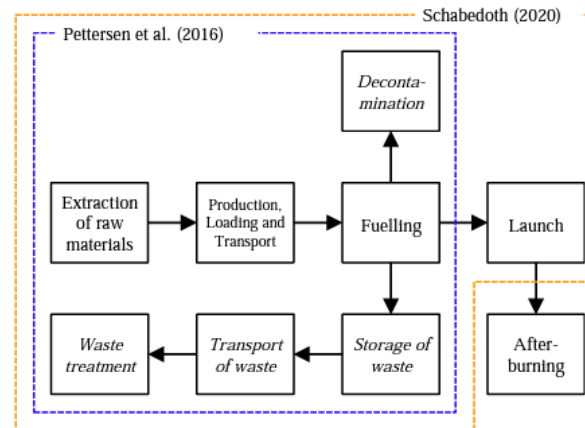 Schabedoth (2020)
Pettersen et al. (2016)
Deconta-
mination
Extraction
of raw
materials
Production,
Loading and
Transport
Fuelling
Launch
Waste
treatment
Transport
of waste
Storage of
waste
After-
burning